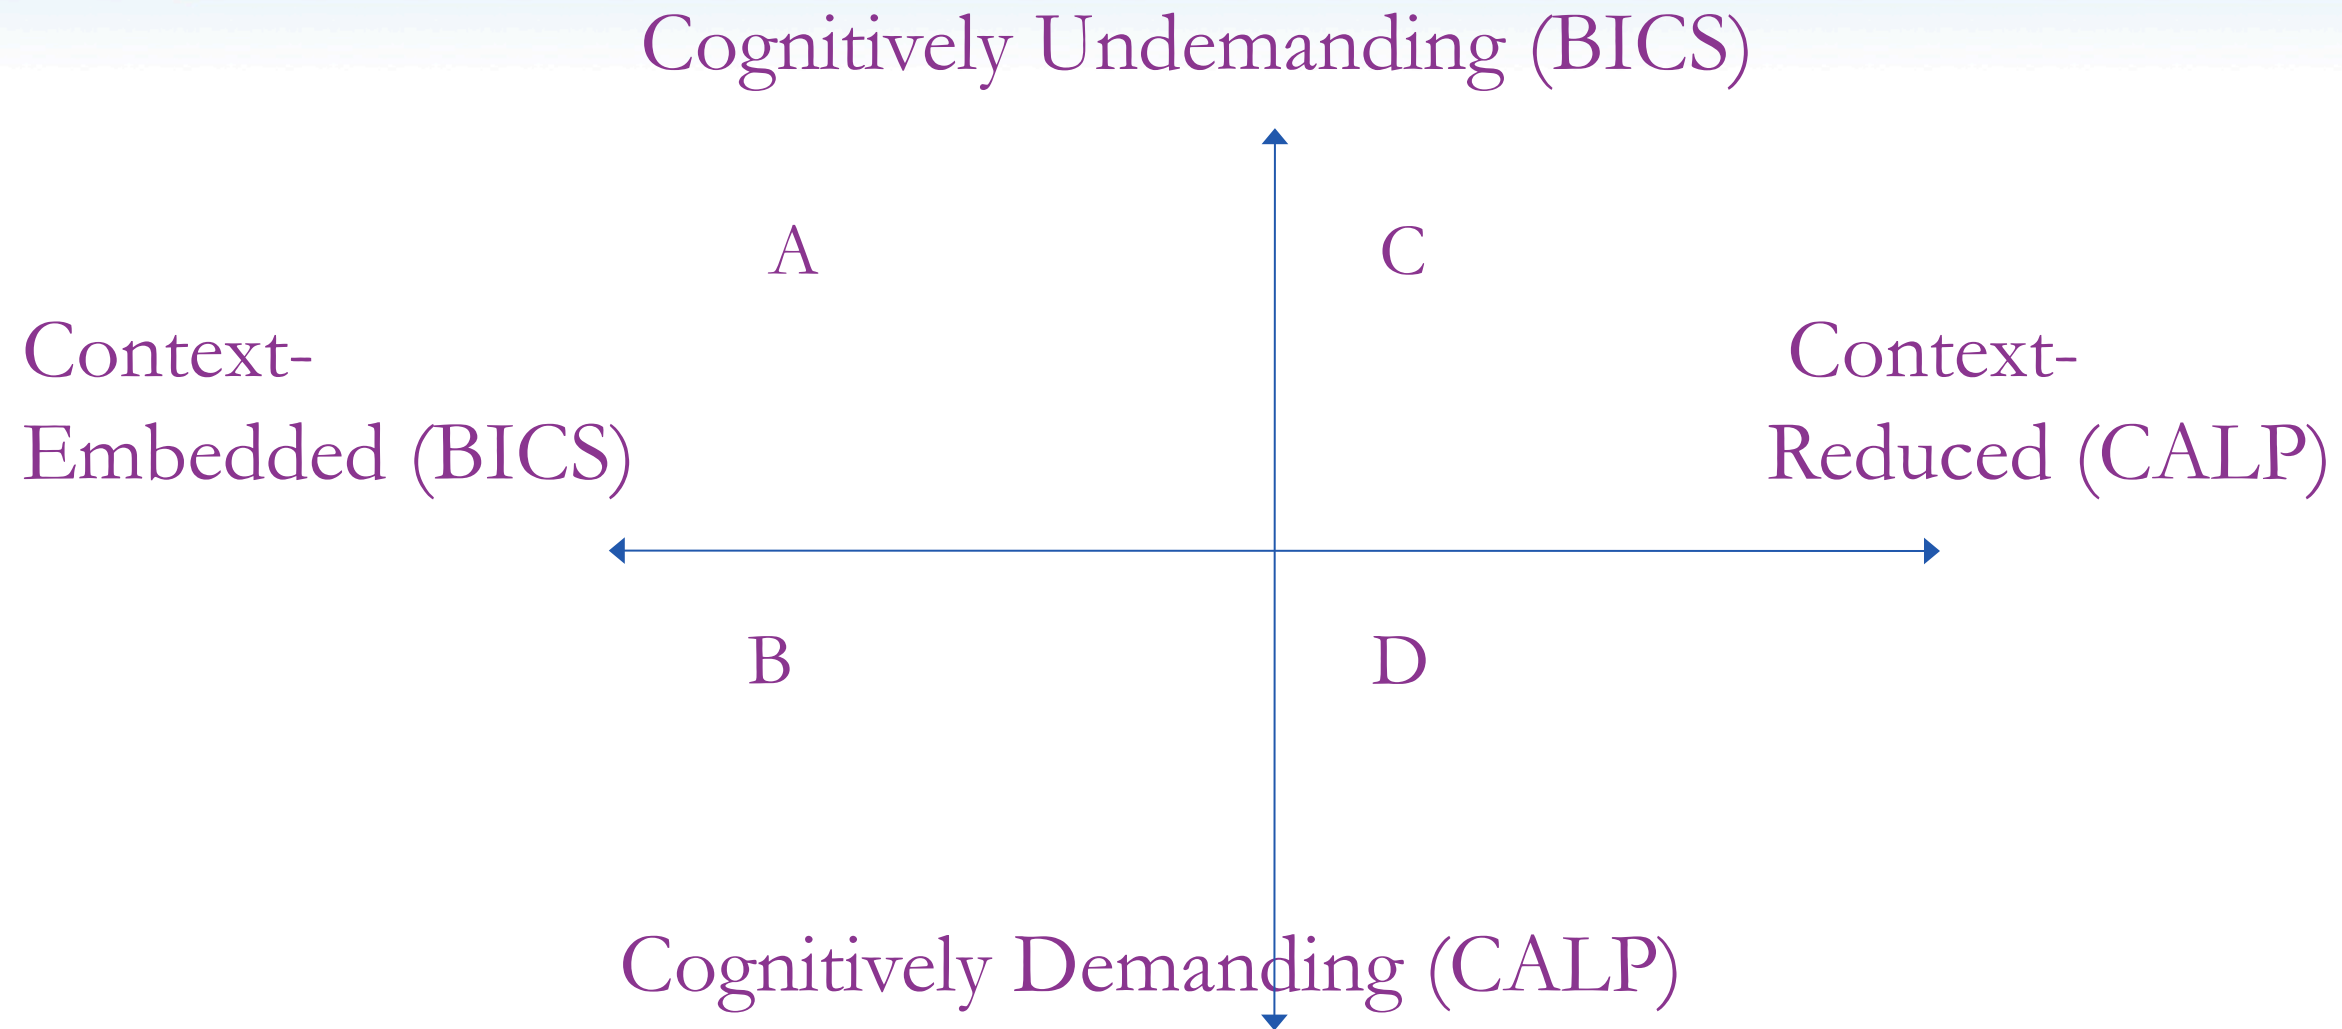 Cognitively Undemanding (BICS)
A
C
Context-
Embedded (BICS)
Context-
Reduced (CALP)
B
D
Cognitively Demanding (CALP)